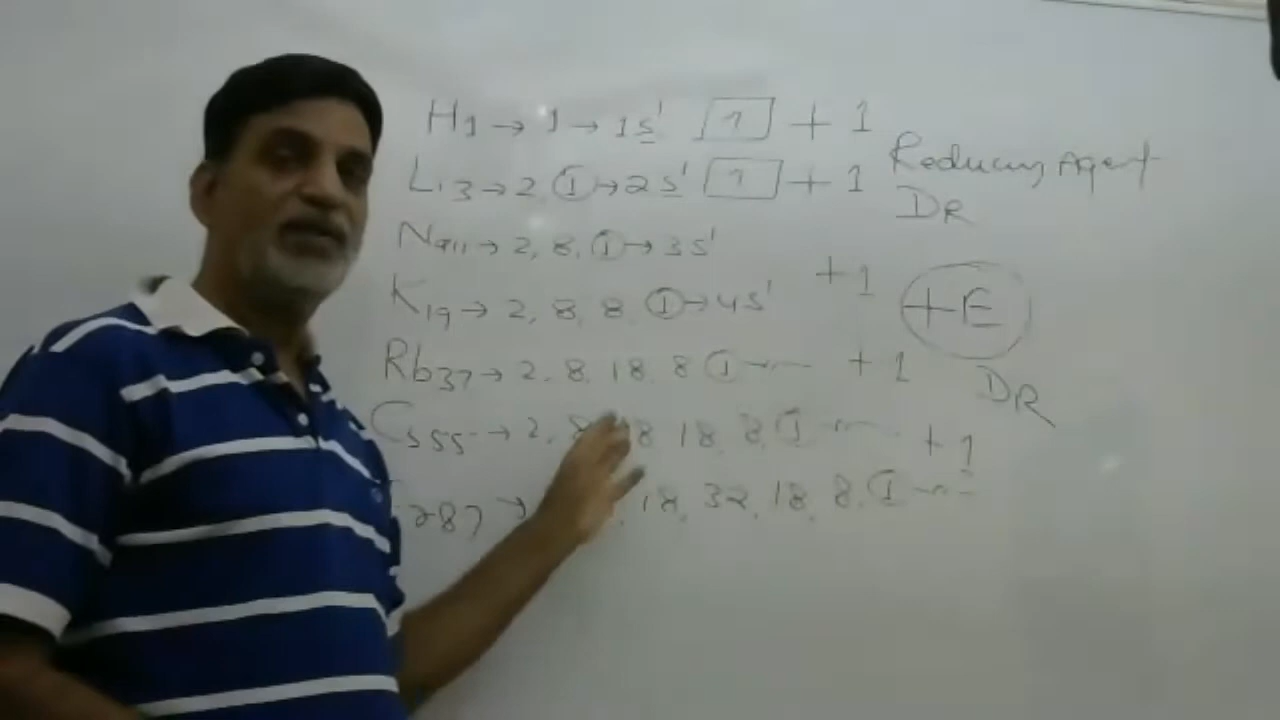 H1 → 1 → 1s¹ [1] + 1
Li3 → 2 ① → 2s¹ [1] + 1
Reducing Agent
DR
Na11 → 2, 8, ① → 3s¹
K19 → 2, 8, 8 ① → 4s¹ +1
+E
Rb37 → 2, 8, 18, 8 ① + 1
DR
Cs55 → 2, 8 18, 8, ① + 1
287 → 18, 32, 18, 8, ①